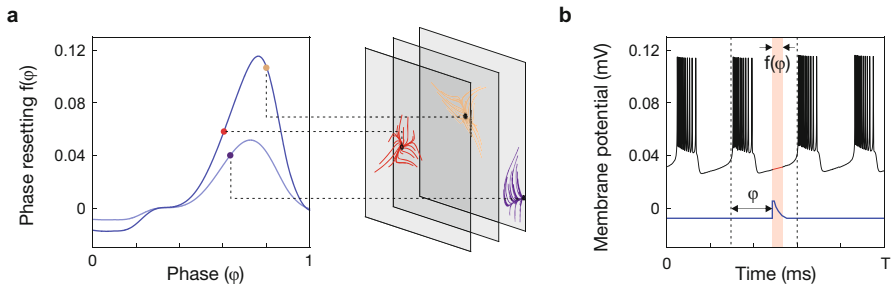 a
Phase resetting f(φ)
0.12
0.08
0.04
0
0
1
Phase (φ)
b
Membrane potential (mV)
0.12
0.08
0.04
0
f(φ)
φ
0
T
Time (ms)